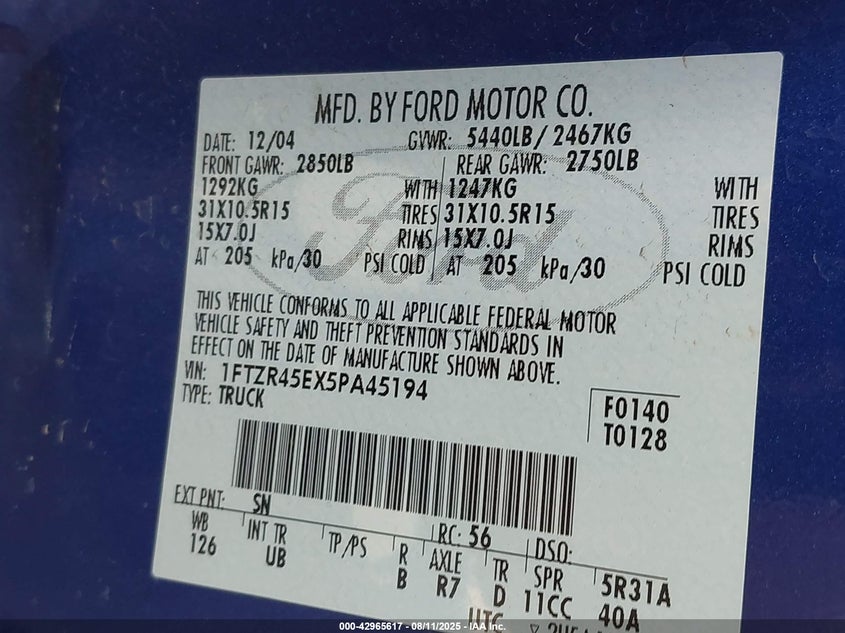 MFD. BY FORD MOTOR CO.
DATE: 12/04 GVWR: 5440LB/ 2467KG
FRONT GAWR: 2850LB REAR GAWR: 2750LB
1292KG WITH 1247KG WITH
31X10.5R15 TIRES 31X10.5R15 TIRES
15X7.0J RIMS 15X7.0J RIMS
AT 205 kPa/30 PSI COLD AT 205 kPa/30 PSI COLD
Ford
THIS VEHICLE CONFORMS TO ALL APPLICABLE FEDERAL MOTOR
VEHICLE SAFETY AND THEFT PREVENTION STANDARDS IN
EFFECT ON THE DATE OF MANUFACTURE SHOWN ABOVE.
VIN: 1FTZR45EX5PA45194
TYPE: TRUCK
F0140
T0128
EXT PNT: SN RC: 56 DSO:
WB INT TR TP/PS R AXLE TR SPR 5R31A
126 UB B R7 D 11CC 40A
UTC
000-42965617 - 08/11/2025 - IAAI.COM